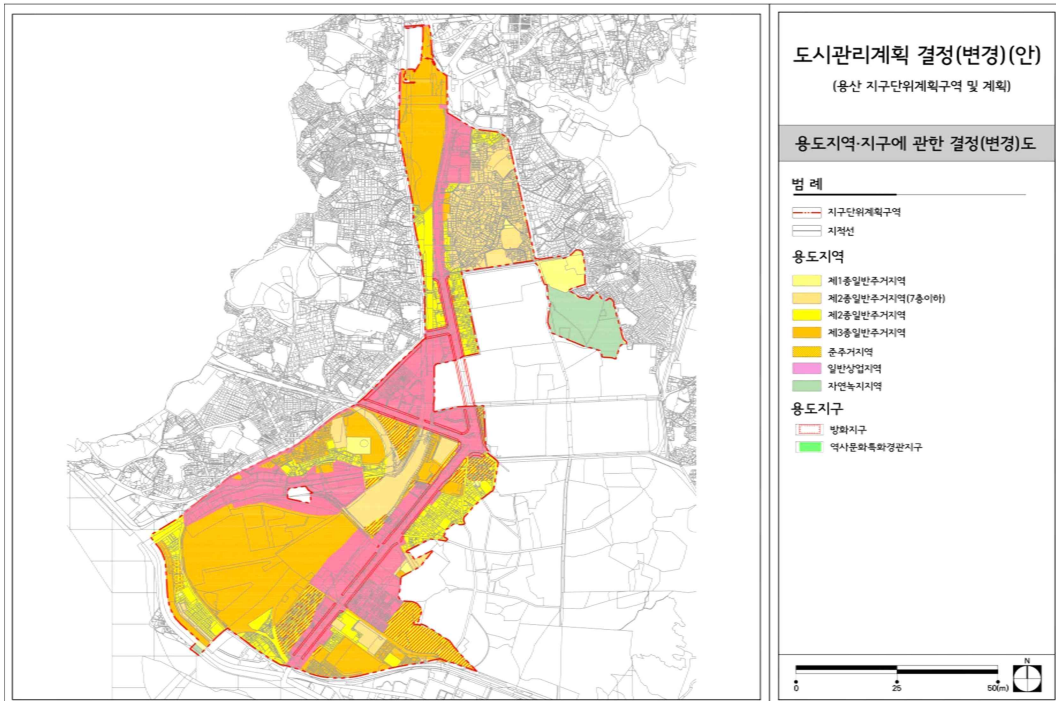 도시관리계획 결정(변경)(안)
(용산 지구단위계획구역 및 계획)
용도지역·지구에 관한 결정(변경)도
범 례
지구단위계획구역
지적선
용도지역
제1종일반주거지역
제2종일반주거지역(7층이하)
제2종일반주거지역
제3종일반주거지역
준주거지역
일반상업지역
자연녹지지역
용도지구
방화지구
역사문화특화경관지구
N
0 25 50(m)